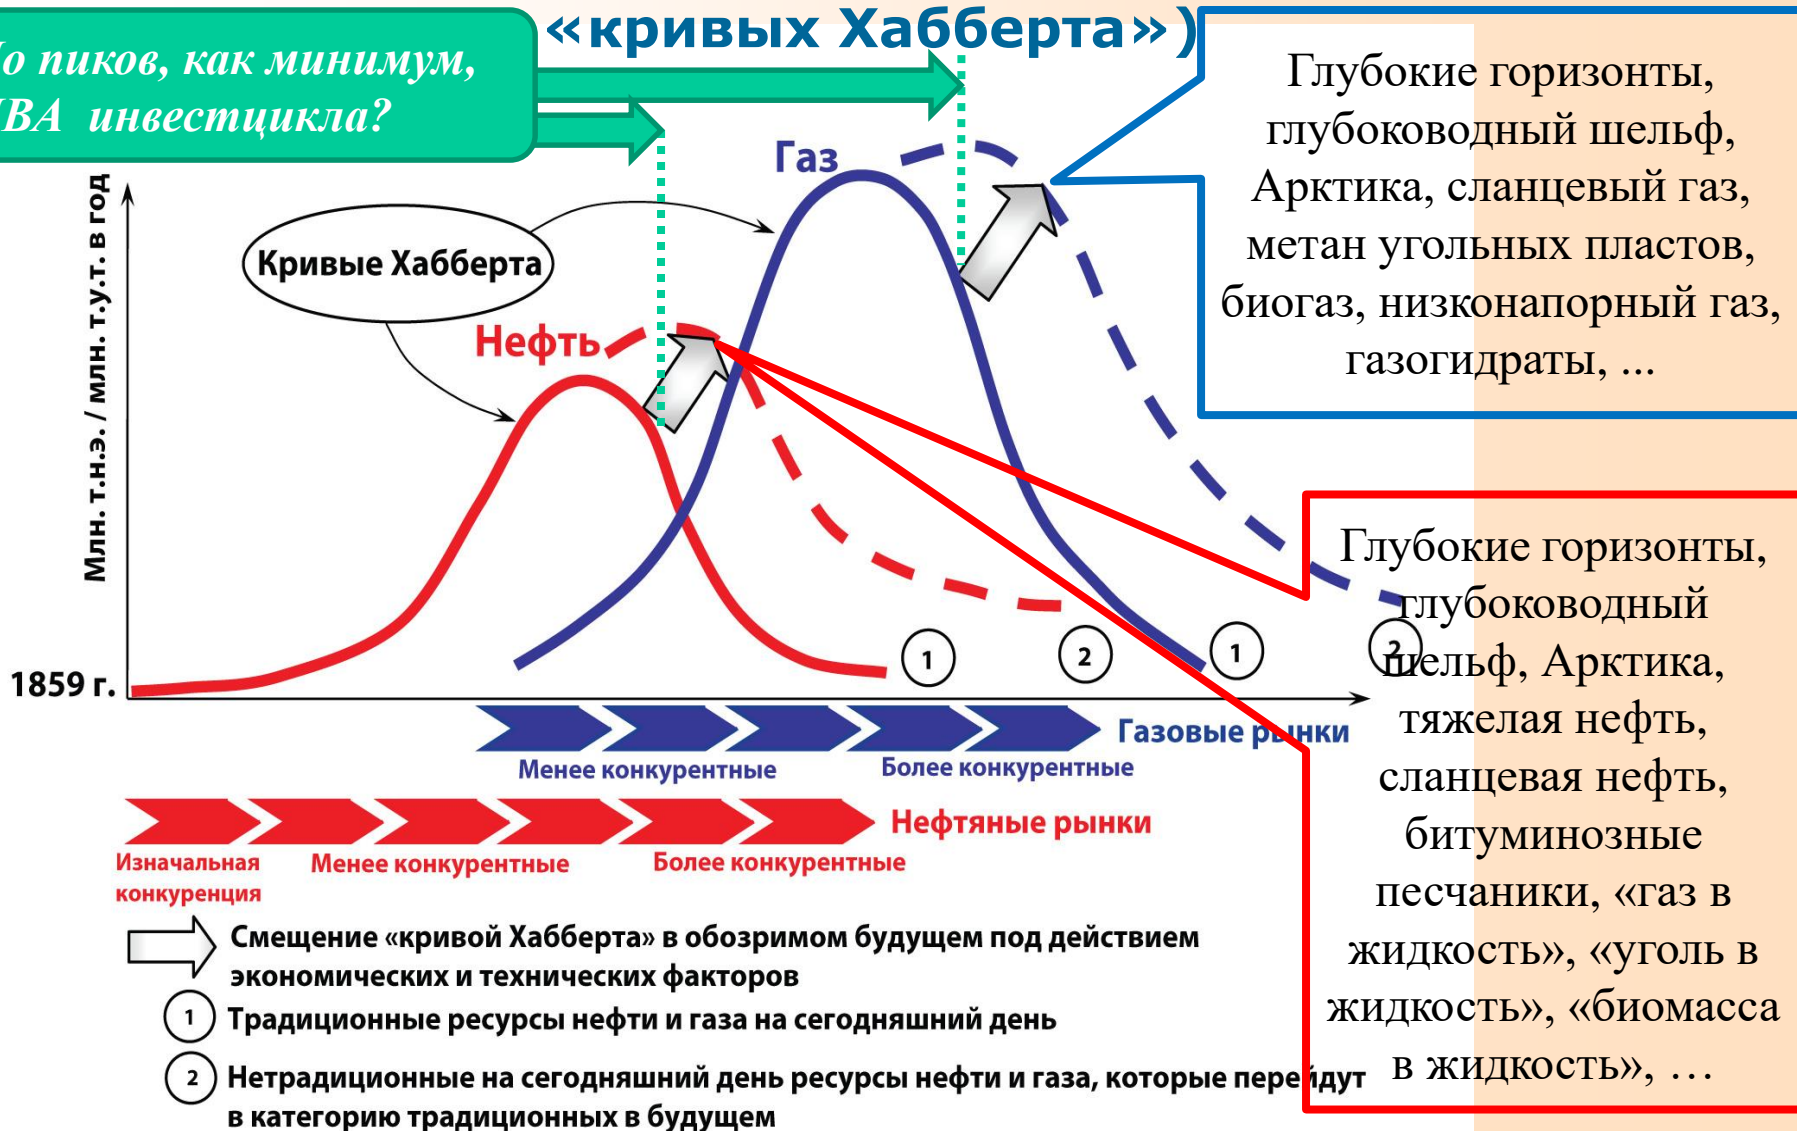 «кривых Хабберта»)
пиков, как минимум,
инвестцикла?
Глубокие горизонты,
глубоководный шельф,
Арктика, сланцевый газ,
метан угольных пластов,
биогаз, низконапорный газ,
газогидраты, ...
Млн. т.н.э. / млн. т.у.т. в год
Газ
Кривые Хабберта
Нефть
Глубокие горизонты,
глубоководный
шельф, Арктика,
тяжелая нефть,
сланцевая нефть,
битуминозные
песчаники, «газ в
жидкость», «уголь в
жидкость», «биомасса
в жидкость», …
1
2
1
2
1859 г.
Газовые рынки
Менее конкурентные
Более конкурентные
Нефтяные рынки
Изначальная
конкуренция
Менее конкурентные
Более конкурентные
Смещение «кривой Хабберта» в обозримом будущем под действием
экономических и технических факторов
1 Традиционные ресурсы нефти и газа на сегодняшний день
2 Нетрадиционные на сегодняшний день ресурсы нефти и газа, которые перейдут
в категорию традиционных в будущем